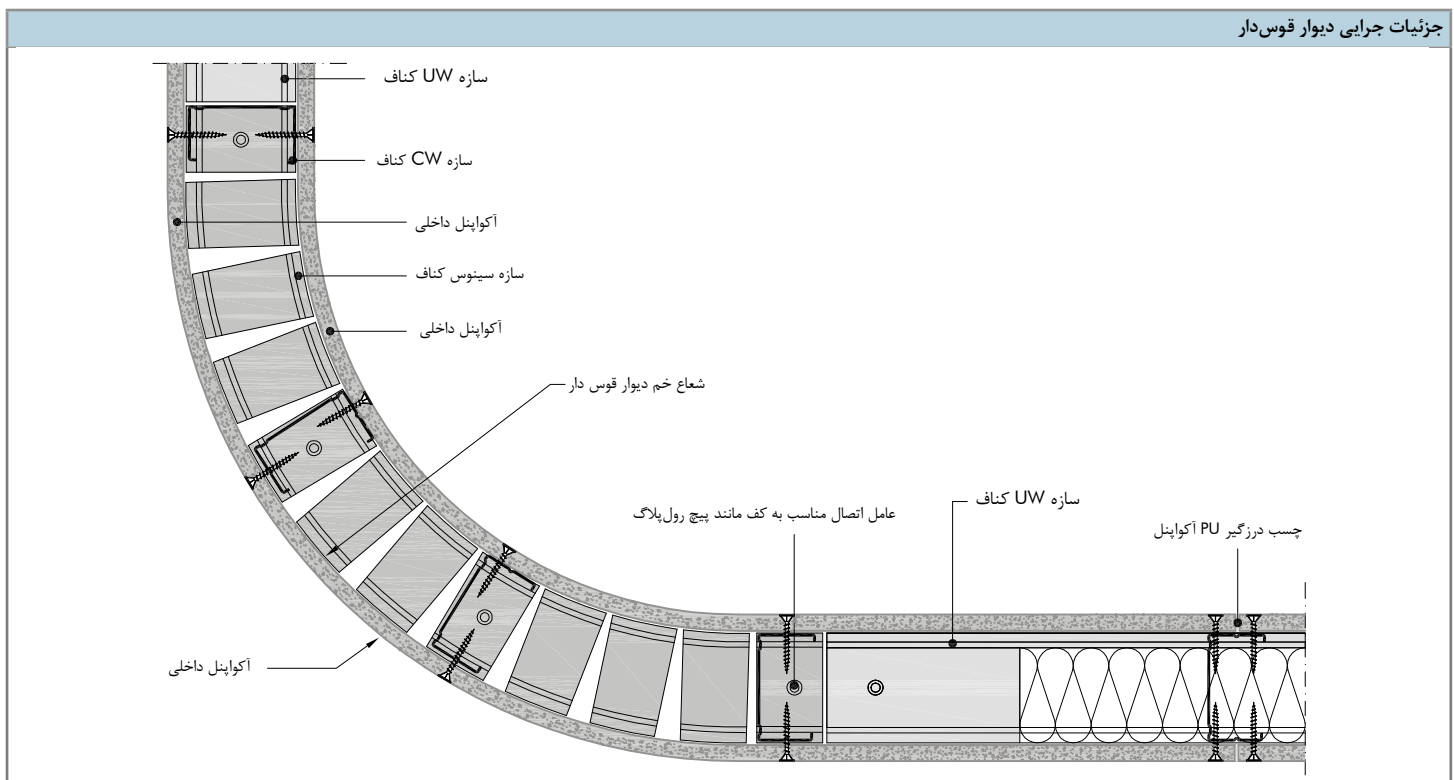 جزئیات جرایی دیوار قوس‌دار
سازه UW کناف
سازه CW کناف
آکواپنل داخلی
سازه سینوس کناف
آکواپنل داخلی
شعاع خم دیوار قوس دار
سازه UW کناف
عامل اتصال مناسب به کف مانند پیچ رول‌پلاگ
چسب درزگیر PU آکواپنل
آکواپنل داخلی